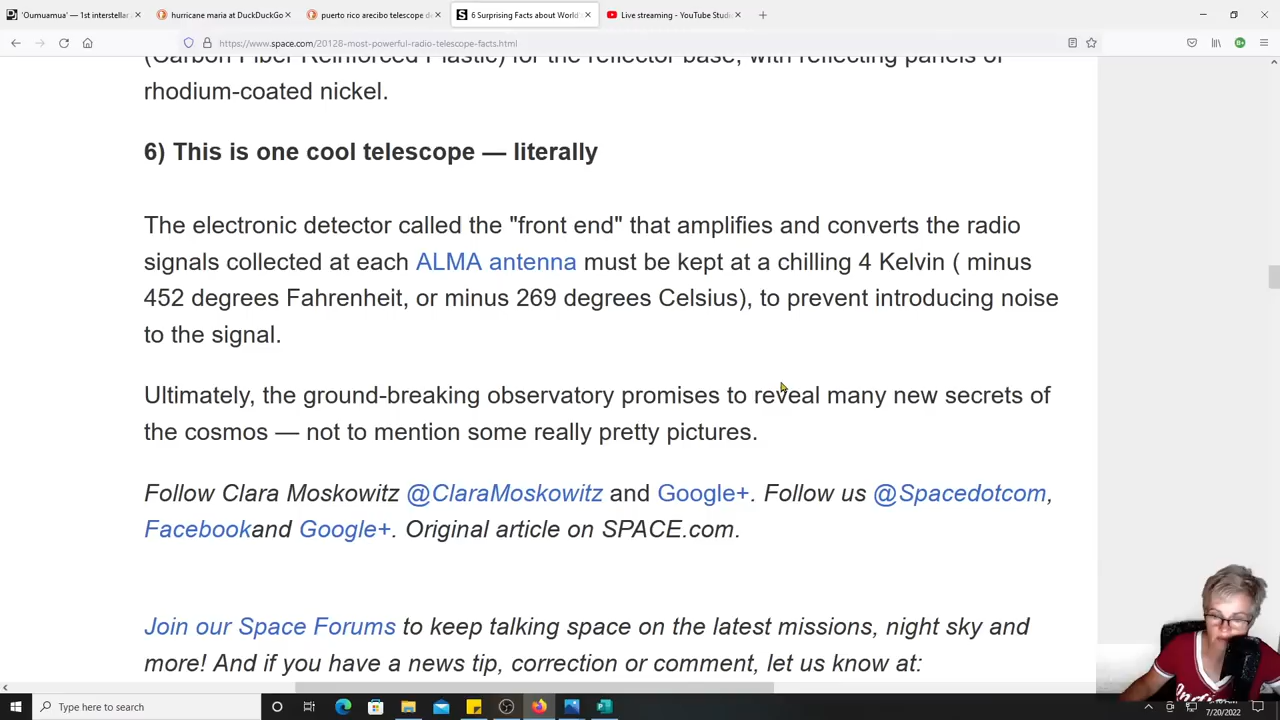 'Oumuamua' — 1st interstellar
hurricane maria at DuckDuckGo
puerto rico arecibo telescope d
6 Surprising Facts about World
Live streaming - YouTube Studi
https://www.space.com/20128-most-powerful-radio-telescope-facts.html
(Carbon Fiber Reinforced Plastic) for the reflector base, with reflecting panels of
rhodium-coated nickel.
6) This is one cool telescope — literally
The electronic detector called the "front end" that amplifies and converts the radio
signals collected at each ALMA antenna must be kept at a chilling 4 Kelvin ( minus
452 degrees Fahrenheit, or minus 269 degrees Celsius), to prevent introducing noise
to the signal.
Ultimately, the ground-breaking observatory promises to reveal many new secrets of
the cosmos — not to mention some really pretty pictures.
Follow Clara Moskowitz @ClaraMoskowitz and Google+. Follow us @Spacedotcom,
Facebookand Google+. Original article on SPACE.com.
Join our Space Forums to keep talking space on the latest missions, night sky and
more! And if you have a news tip, correction or comment, let us know at:
Type here to search
7/20/2022